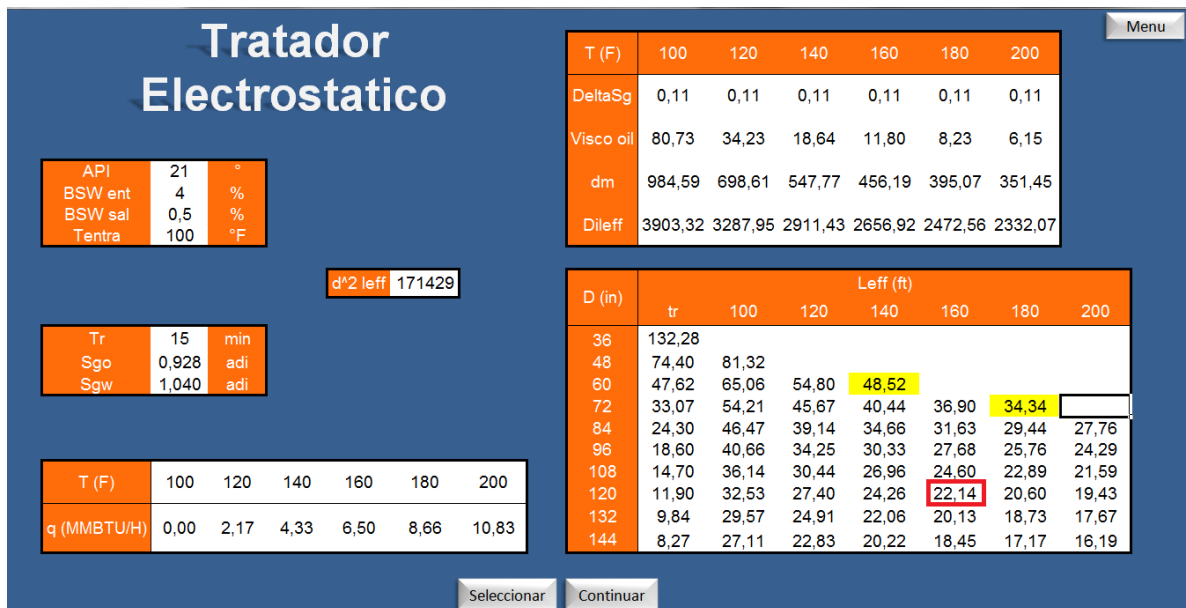 Menu
Tratador
Electrostatico
T (F) 100 120 140 160 180 200
DeltaSg 0,11 0,11 0,11 0,11 0,11 0,11
Visco oil 80,73 34,23 18,64 11,80 8,23 6,15
dm 984,59 698,61 547,77 456,19 395,07 351,45
Dileff 3903,32 3287,95 2911,43 2656,92 2472,56 2332,07
API 21 °
BSW ent 4 %
BSW sal 0,5 %
Tentra 100 °F
d^2 leff 171429
Tr 15 min
Sgo 0,928 adi
Sgw 1,040 adi
T (F) 100 120 140 160 180 200
q (MMBTU/H) 0,00 2,17 4,33 6,50 8,66 10,83
D (in) Leff (ft)
tr 100 120 140 160 180 200
36 132,28
48 74,40 81,32
60 47,62 65,06 54,80 48,52
72 33,07 54,21 45,67 40,44 36,90 34,34
84 24,30 46,47 39,14 34,66 31,63 29,44 27,76
96 18,60 40,66 34,25 30,33 27,68 25,76 24,29
108 14,70 36,14 30,44 26,96 24,60 22,89 21,59
120 11,90 32,53 27,40 24,26 22,14 20,60 19,43
132 9,84 29,57 24,91 22,06 20,13 18,73 17,67
144 8,27 27,11 22,83 20,22 18,45 17,17 16,19
Seleccionar Continuar